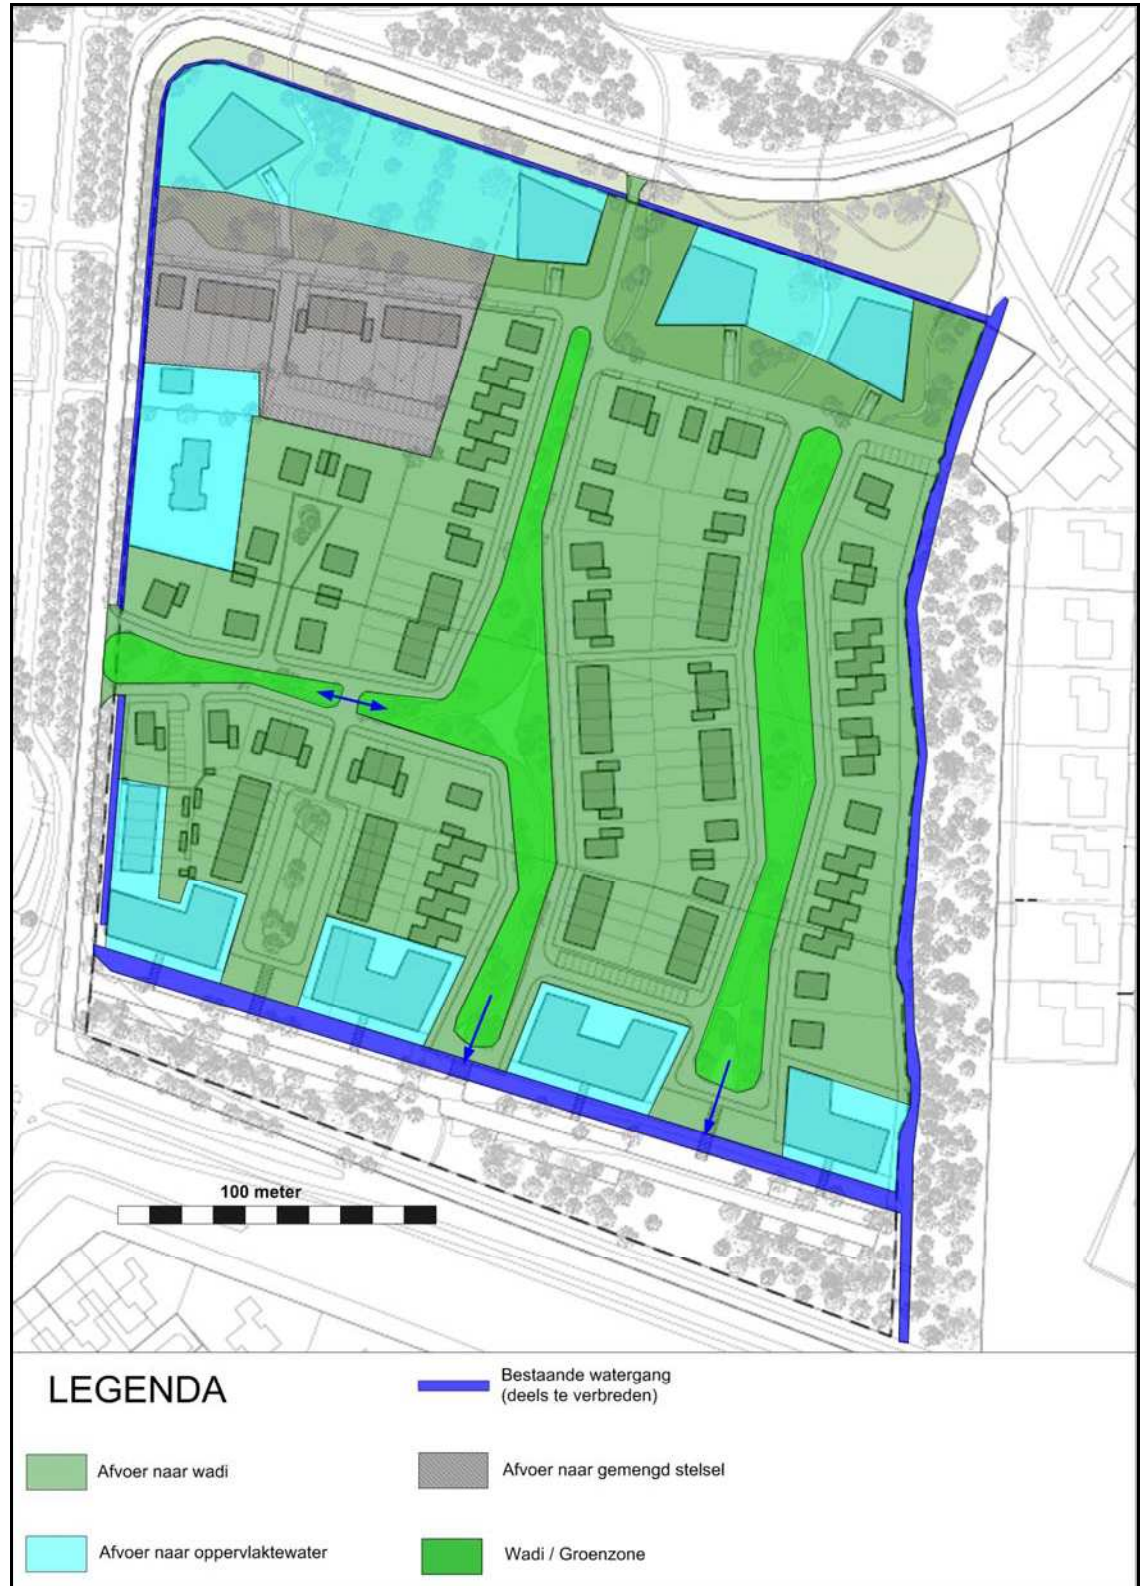 100 meter
LEGENDA
Bestaande watergang
(deels te verbreden)
Afvoer naar wadi
Afvoer naar gemengd stelsel
Afvoer naar oppervlaktewater
Wadi / Groenzone